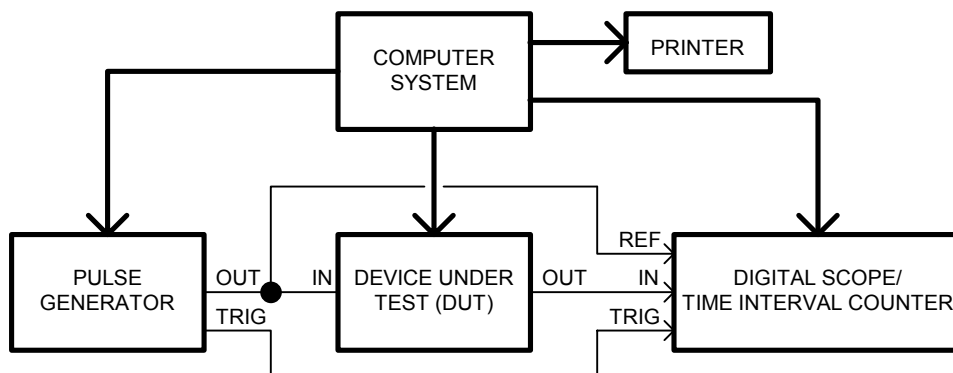 COMPUTER
SYSTEM
PRINTER
REF
PULSE
GENERATOR
OUT
TRIG
IN
DEVICE UNDER
TEST (DUT)
OUT
IN
TRIG
DIGITAL SCOPE/
TIME INTERVAL COUNTER